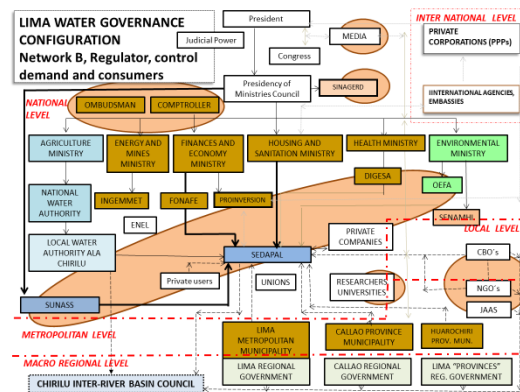 LIMA WATER GOVERNANCE
CONFIGURATION
Network B, Regulator, control
demand and consumers
President
Judicial Power
Congress
MEDIA
INTER NATIONAL LEVEL
PRIVATE
CORPORATIONS (PPPs)
Presidency of
Ministries Council
SINAGERD
IINTERNATIONAL AGENCIES,
EMBASSIES
NATIONAL
LEVEL
OMBUDSMAN
COMPTROLLER
AGRICULTURE
MINISTRY
ENERGY AND
MINES MINISTRY
FINANCES AND
ECONOMY MINISTRY
HOUSING AND
SANITATION MINISTRY
HEALTH MINISTRY
ENVIRONMENTAL
MINISTRY
DIGESA
OEFA
NATIONAL
WATER
AUTHORITY
INGEMMET
FONAFE
PROINVERSION
SENAMHI
ENEL
PRIVATE
COMPANIES
LOCAL LEVEL
LOCAL WATER
AUTHORITY ALA
CHIRILU
SEDAPAL
CBO´s
Private users
UNIONS
RESEARCHERS
UNIVERSITIES
NGO´s
JAAS
SUNASS
METROPOLITAN LEVEL
LIMA
METROPOLITAN
MUNICIPALITY
CALLAO PROVINCE
MUNICIPALITY
HUAROCHIRI
PROV. MUN.
MACRO REGIONAL LEVEL
LIMA REGIONAL
GOVERNMENT
CALLAO REGIONAL
GOVERNMENT
LIMA "PROVINCES"
REG. GOVERNMENT
CHIRILU INTER-RIVER BASIN COUNCIL